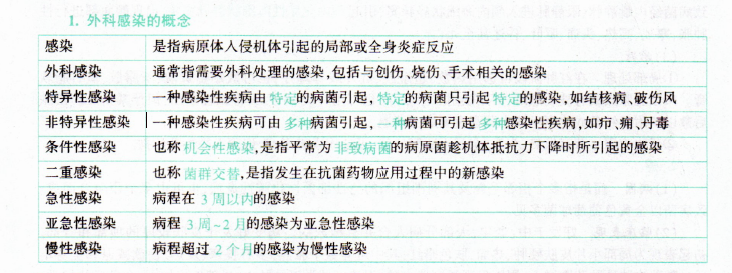 1. 外科感染的概念
感染 是指病原体入侵机体引起的局部或全身炎症反应
外科感染 通常指需要外科处理的感染,包括与创伤、烧伤、手术相关的感染
特异性感染 一种感染性疾病由特定的病菌引起,特定的病菌只引起特定的感染,如结核病、破伤风
非特异性感染 一种感染性疾病可由多种病菌引起,一种病菌可引起多种感染性疾病,如疖、痈、丹毒
条件性感染 也称机会性感染,是指平常为非致病菌的病原菌趁机体抵抗力下降时所引起的感染
二重感染 也称菌群交替,是指发生在抗菌药物应用过程中的新感染
急性感染 病程在3周以内的感染
亚急性感染 病程3周~2月的感染为亚急性感染
慢性感染 病程超过2个月的感染为慢性感染